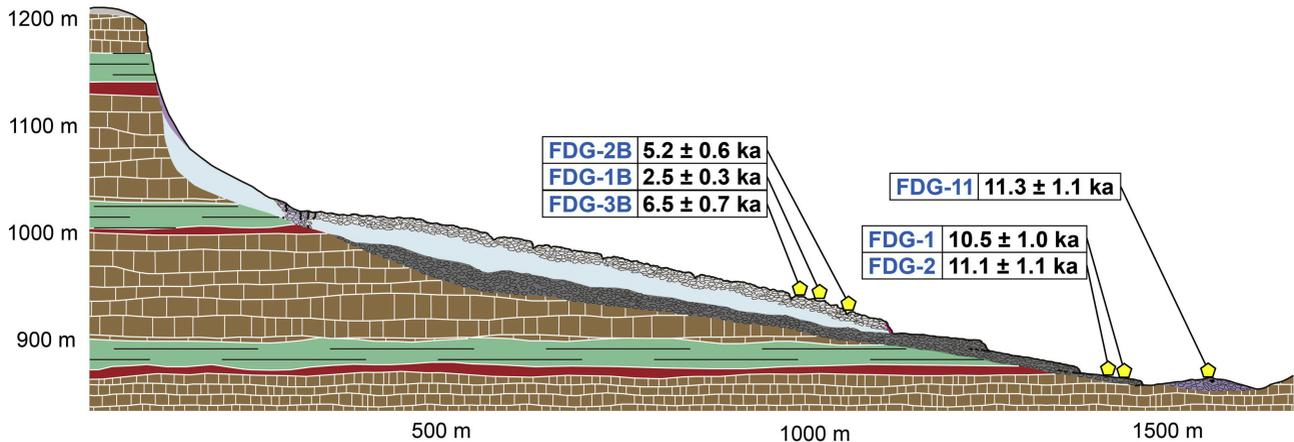 1200 m
1100 m
1000 m
900 m
FDG-2B 5.2 ± 0.6 ka
FDG-1B 2.5 ± 0.3 ka
FDG-3B 6.5 ± 0.7 ka
FDG-11 11.3 ± 1.1 ka
FDG-1 10.5 ± 1.0 ka
FDG-2 11.1 ± 1.1 ka
500 m
1000 m
1500 m